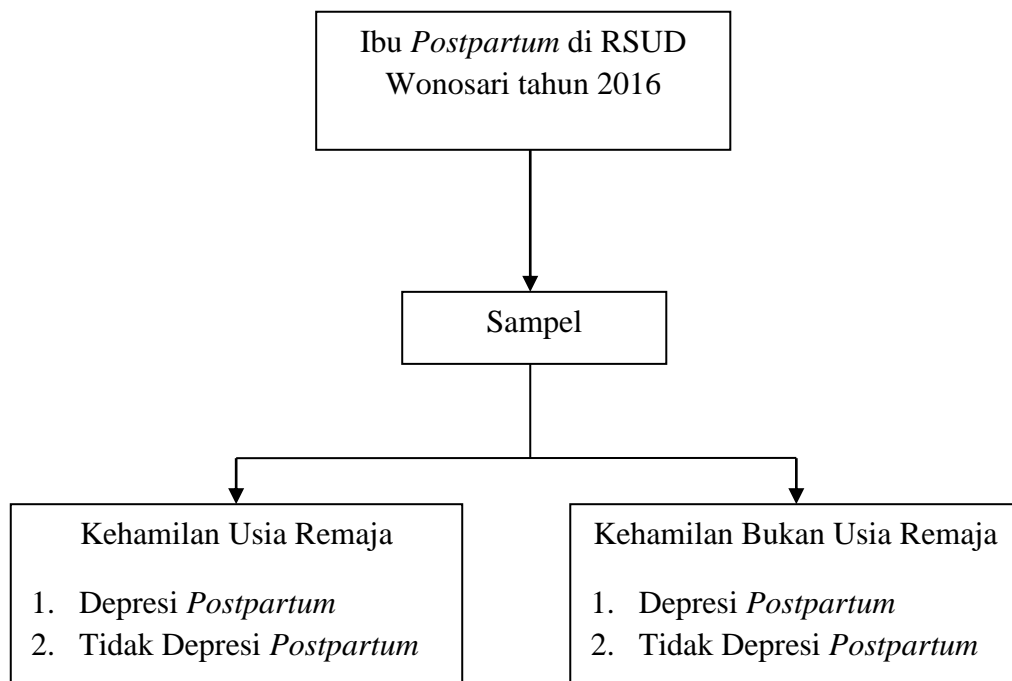 Ibu Postpartum di RSUD
Wonosari tahun 2016
Sampel
Kehamilan Usia Remaja
1. Depresi Postpartum
2. Tidak Depresi Postpartum
Kehamilan Bukan Usia Remaja
1. Depresi Postpartum
2. Tidak Depresi Postpartum